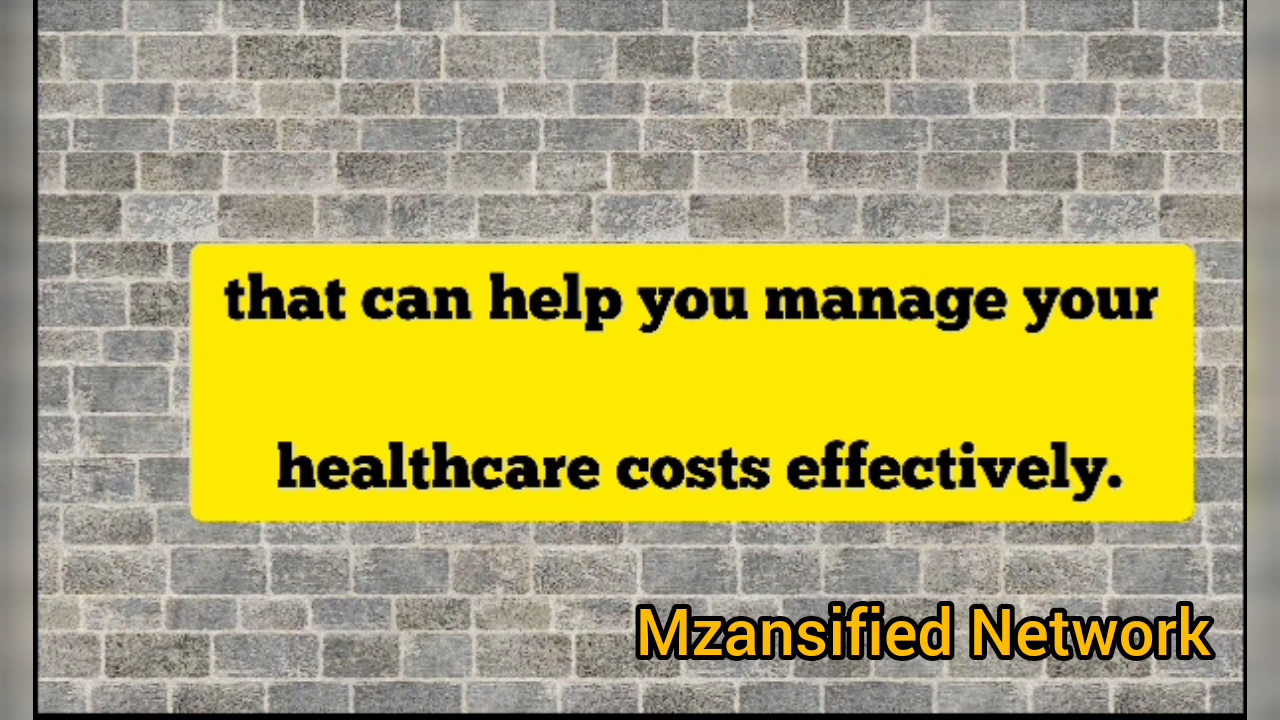 that can help you manage your
healthcare costs effectively.
Mzansified Network